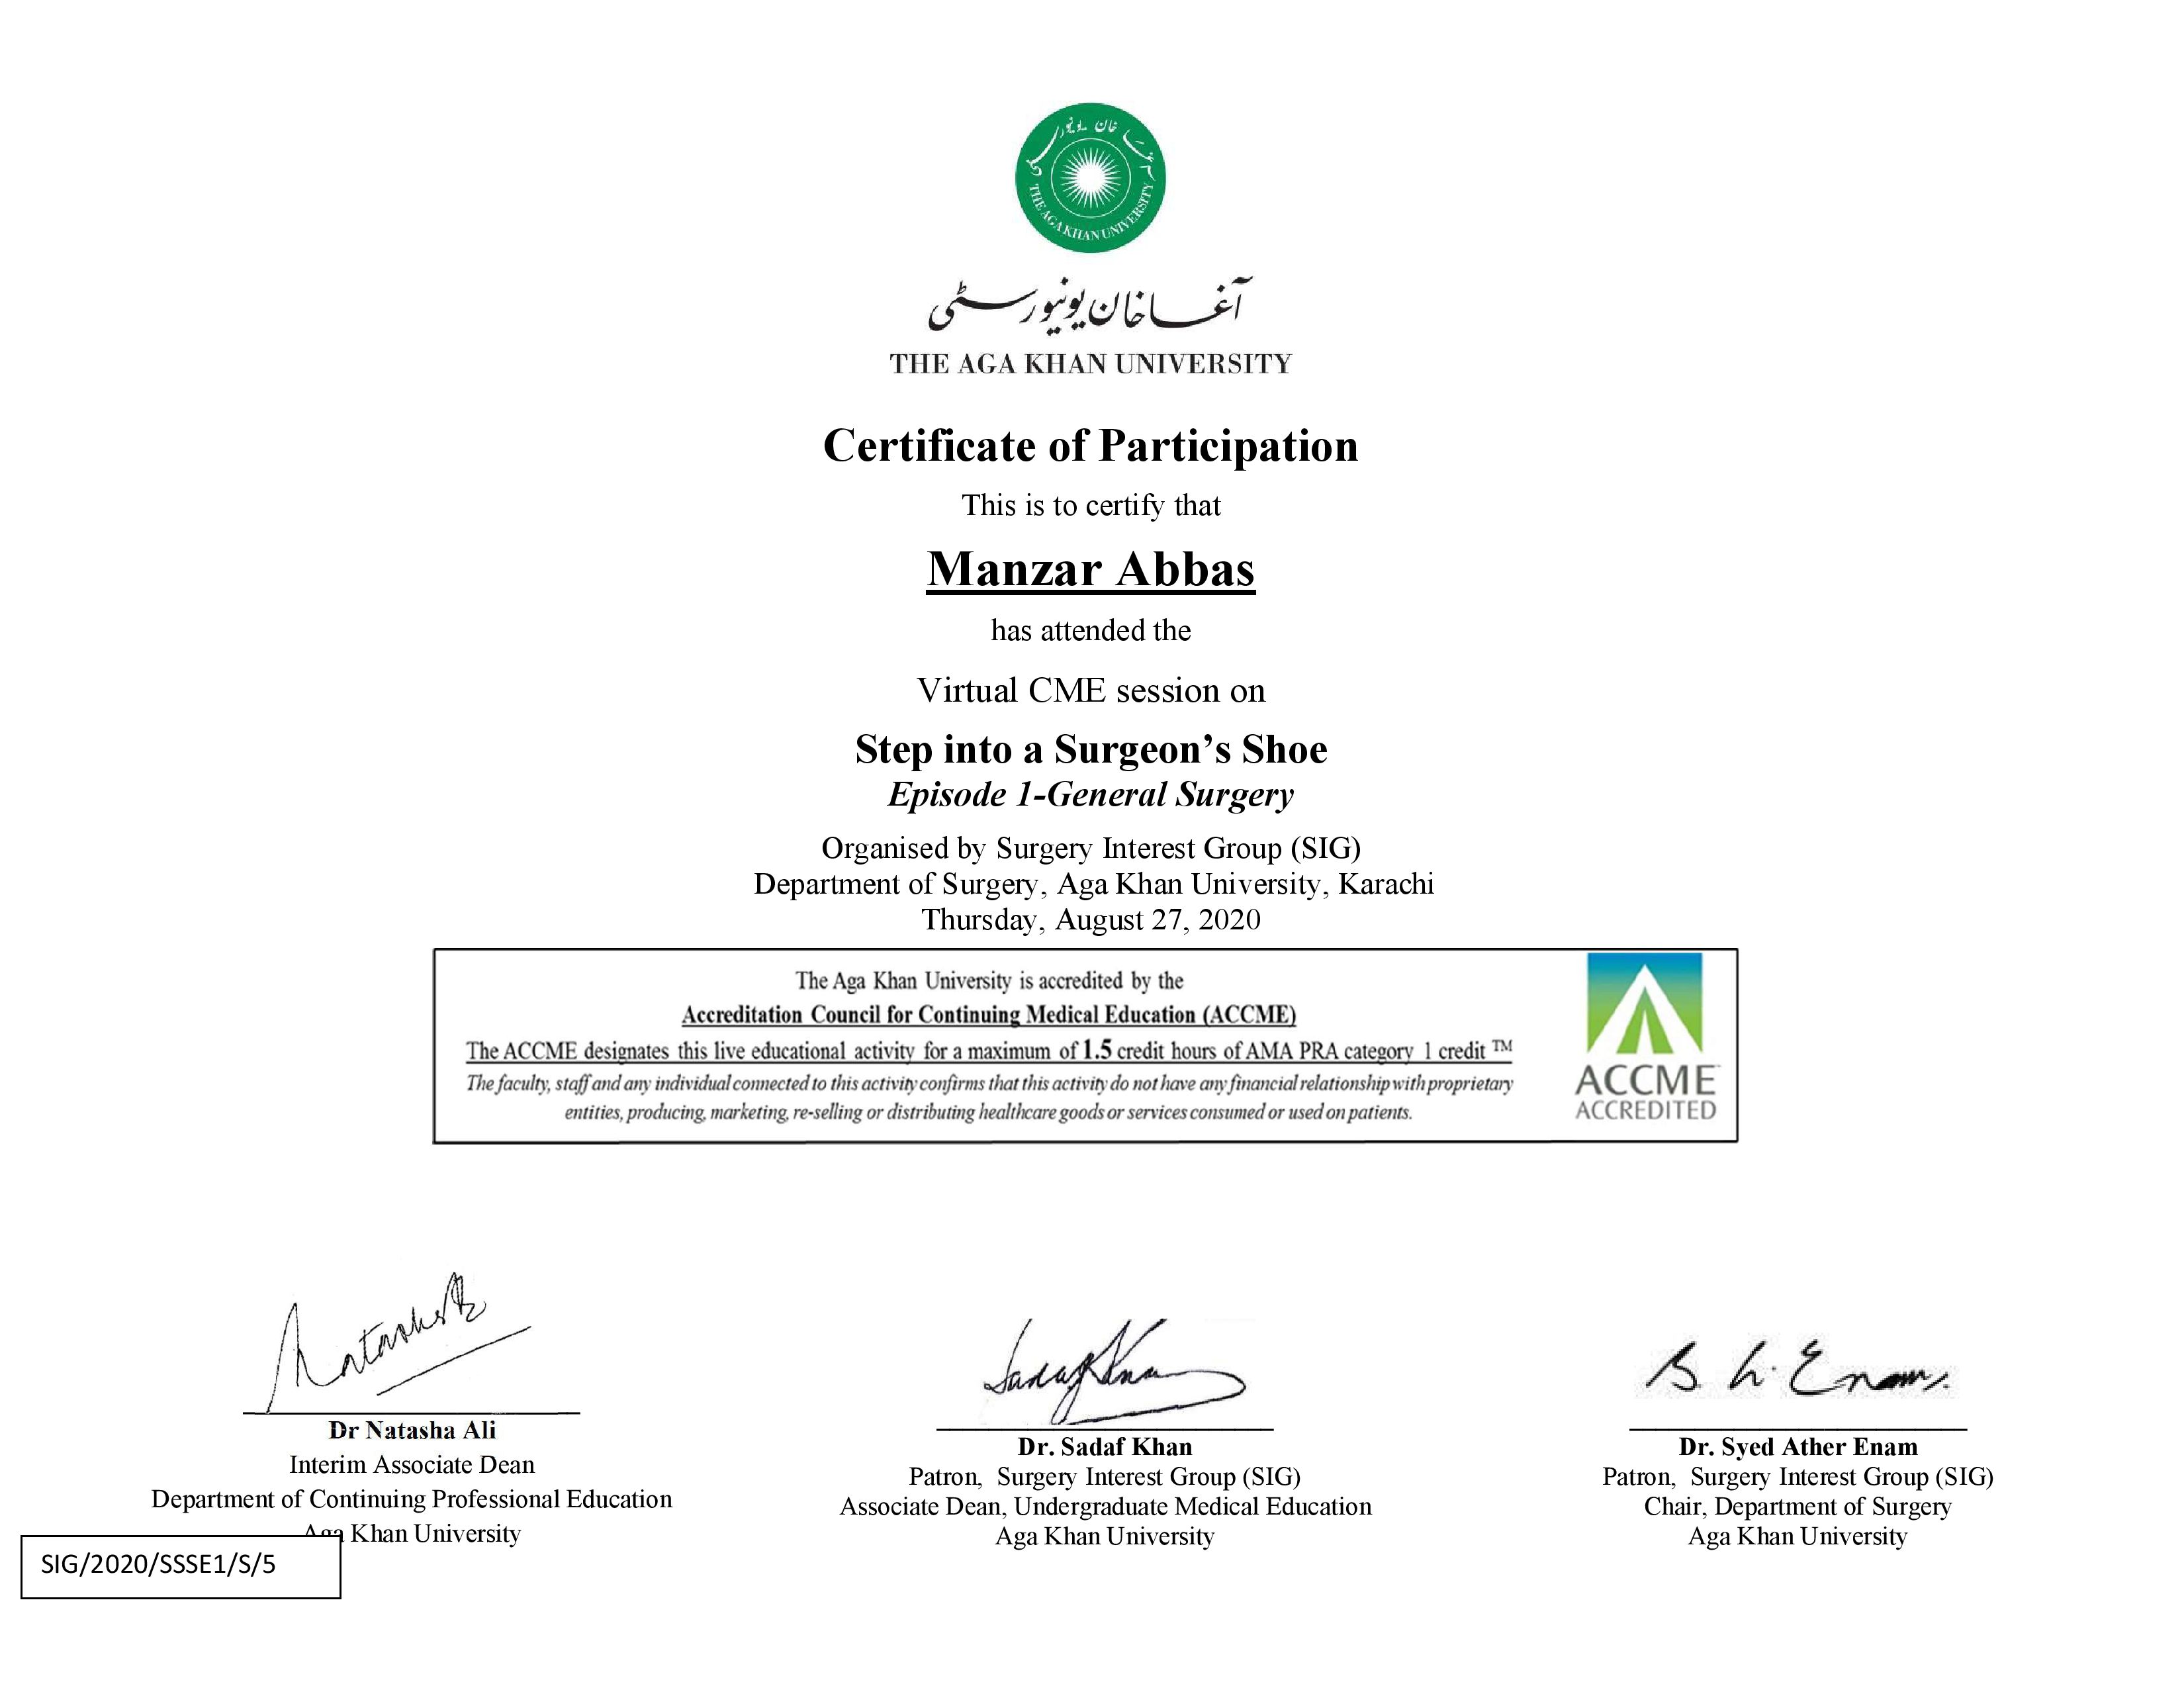 آغا خان یونیورسٹی
THE AGA KHAN UNIVERSITY
آغا خان یونیورسٹی
THE AGA KHAN UNIVERSITY
Certificate of Participation
This is to certify that
Manzar Abbas
has attended the
Virtual CME session on
Step into a Surgeon’s Shoe
Episode 1-General Surgery
Organised by Surgery Interest Group (SIG)
Department of Surgery, Aga Khan University, Karachi
Thursday, August 27, 2020
The Aga Khan University is accredited by the
Accreditation Council for Continuing Medical Education (ACCME)
The ACCME designates this live educational activity for a maximum of 1.5 credit hours of AMA PRA category 1 credit ™
The faculty, staff and any individual connected to this activity confirms that this activity do not have any financial relationship with proprietary
entities, producing, marketing, re-selling or distributing healthcare goods or services consumed or used on patients.
ACCME
ACCREDITED
Dr Natasha Ali
Interim Associate Dean
Department of Continuing Professional Education
Aga Khan University
SadafKhan
Dr. Sadaf Khan
Patron, Surgery Interest Group (SIG)
Associate Dean, Undergraduate Medical Education
Aga Khan University
Dr. Syed Ather Enam
Patron, Surgery Interest Group (SIG)
Chair, Department of Surgery
Aga Khan University
SIG/2020/SSSE1/S/5